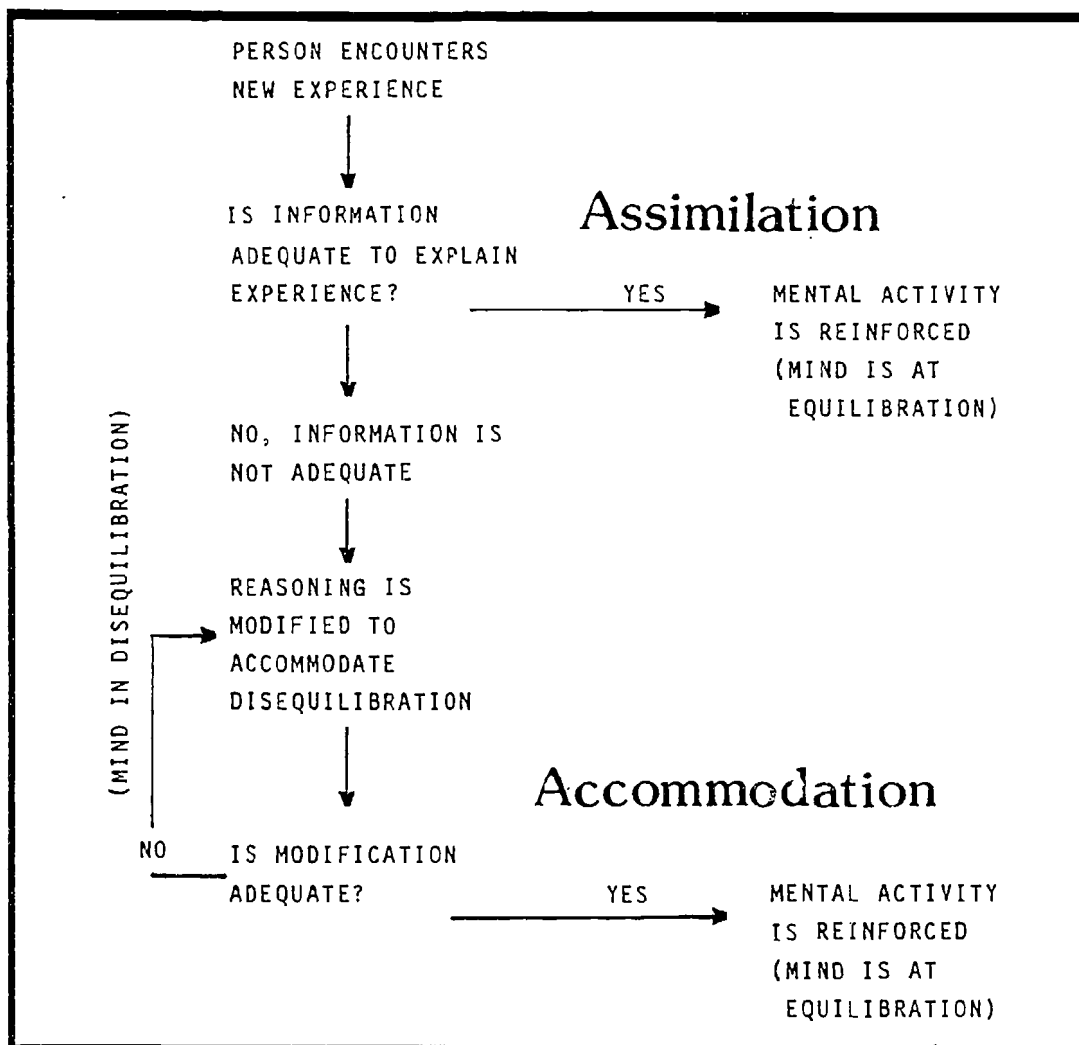 PERSON ENCOUNTERS
NEW EXPERIENCE
IS INFORMATION
ADEQUATE TO EXPLAIN
EXPERIENCE?
Assimilation
YES
MENTAL ACTIVITY
IS REINFORCED
(MIND IS AT
EQUILIBRATION)
NO, INFORMATION IS
NOT ADEQUATE
(MIND IN DISEQUILIBRATION)
REASONING IS
MODIFIED TO
ACCOMMODATE
DISEQUILIBRATION
Accommodation
NO
IS MODIFICATION
ADEQUATE?
YES
MENTAL ACTIVITY
IS REINFORCED
(MIND IS AT
EQUILIBRATION)